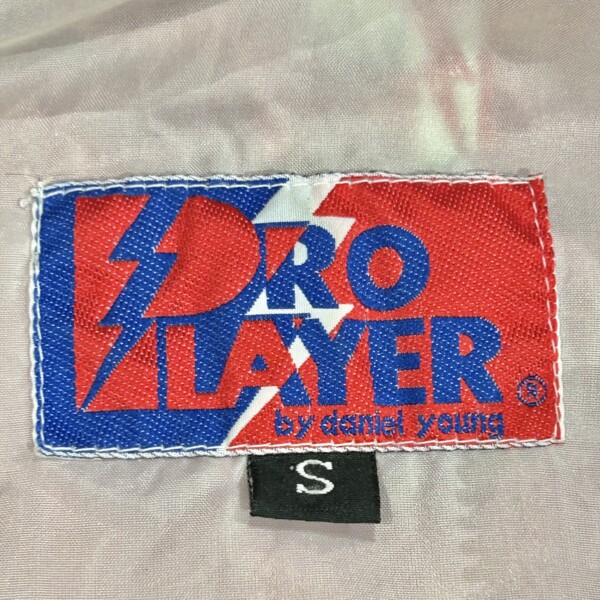 PRO
PLAYER
by daniel young ®
S